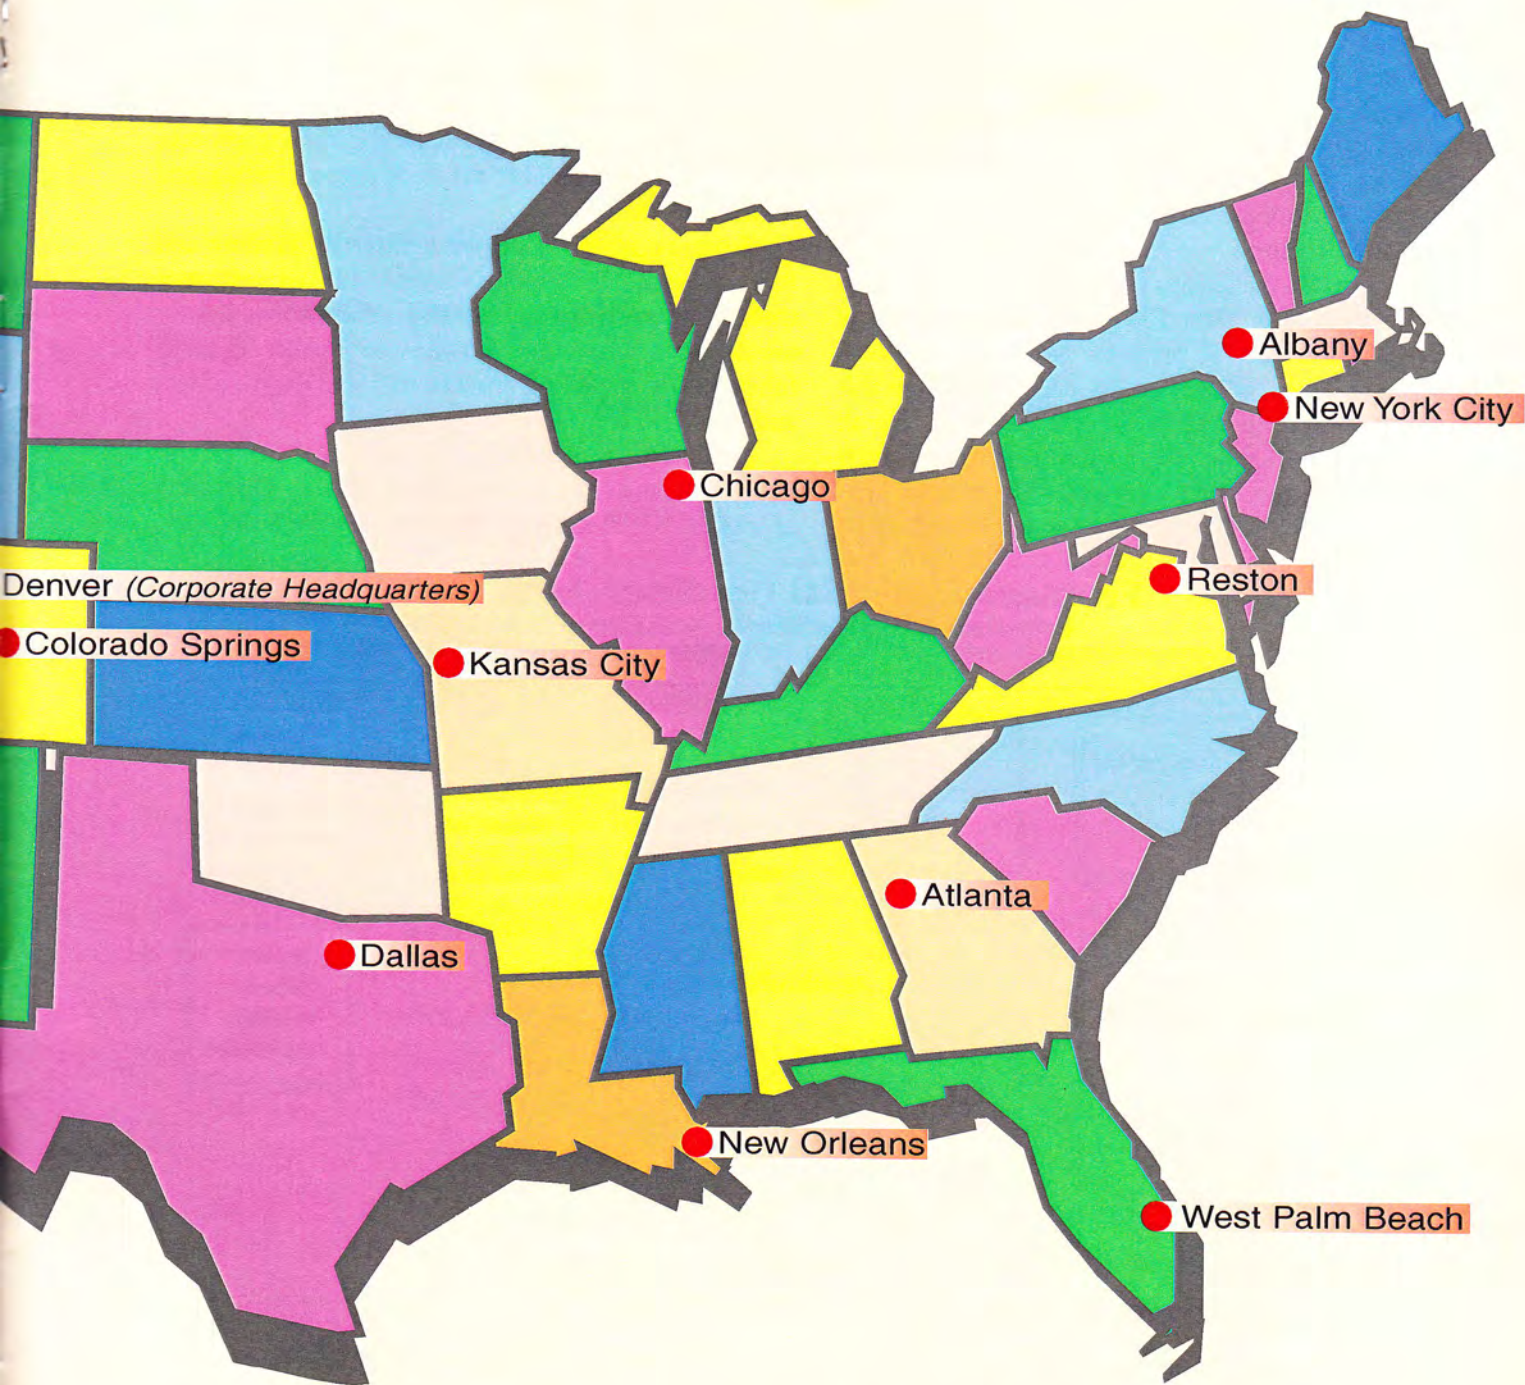 Albany
New York City
Chicago
Reston
Denver (Corporate Headquarters)
Colorado Springs
Kansas City
Atlanta
Dallas
New Orleans
West Palm Beach